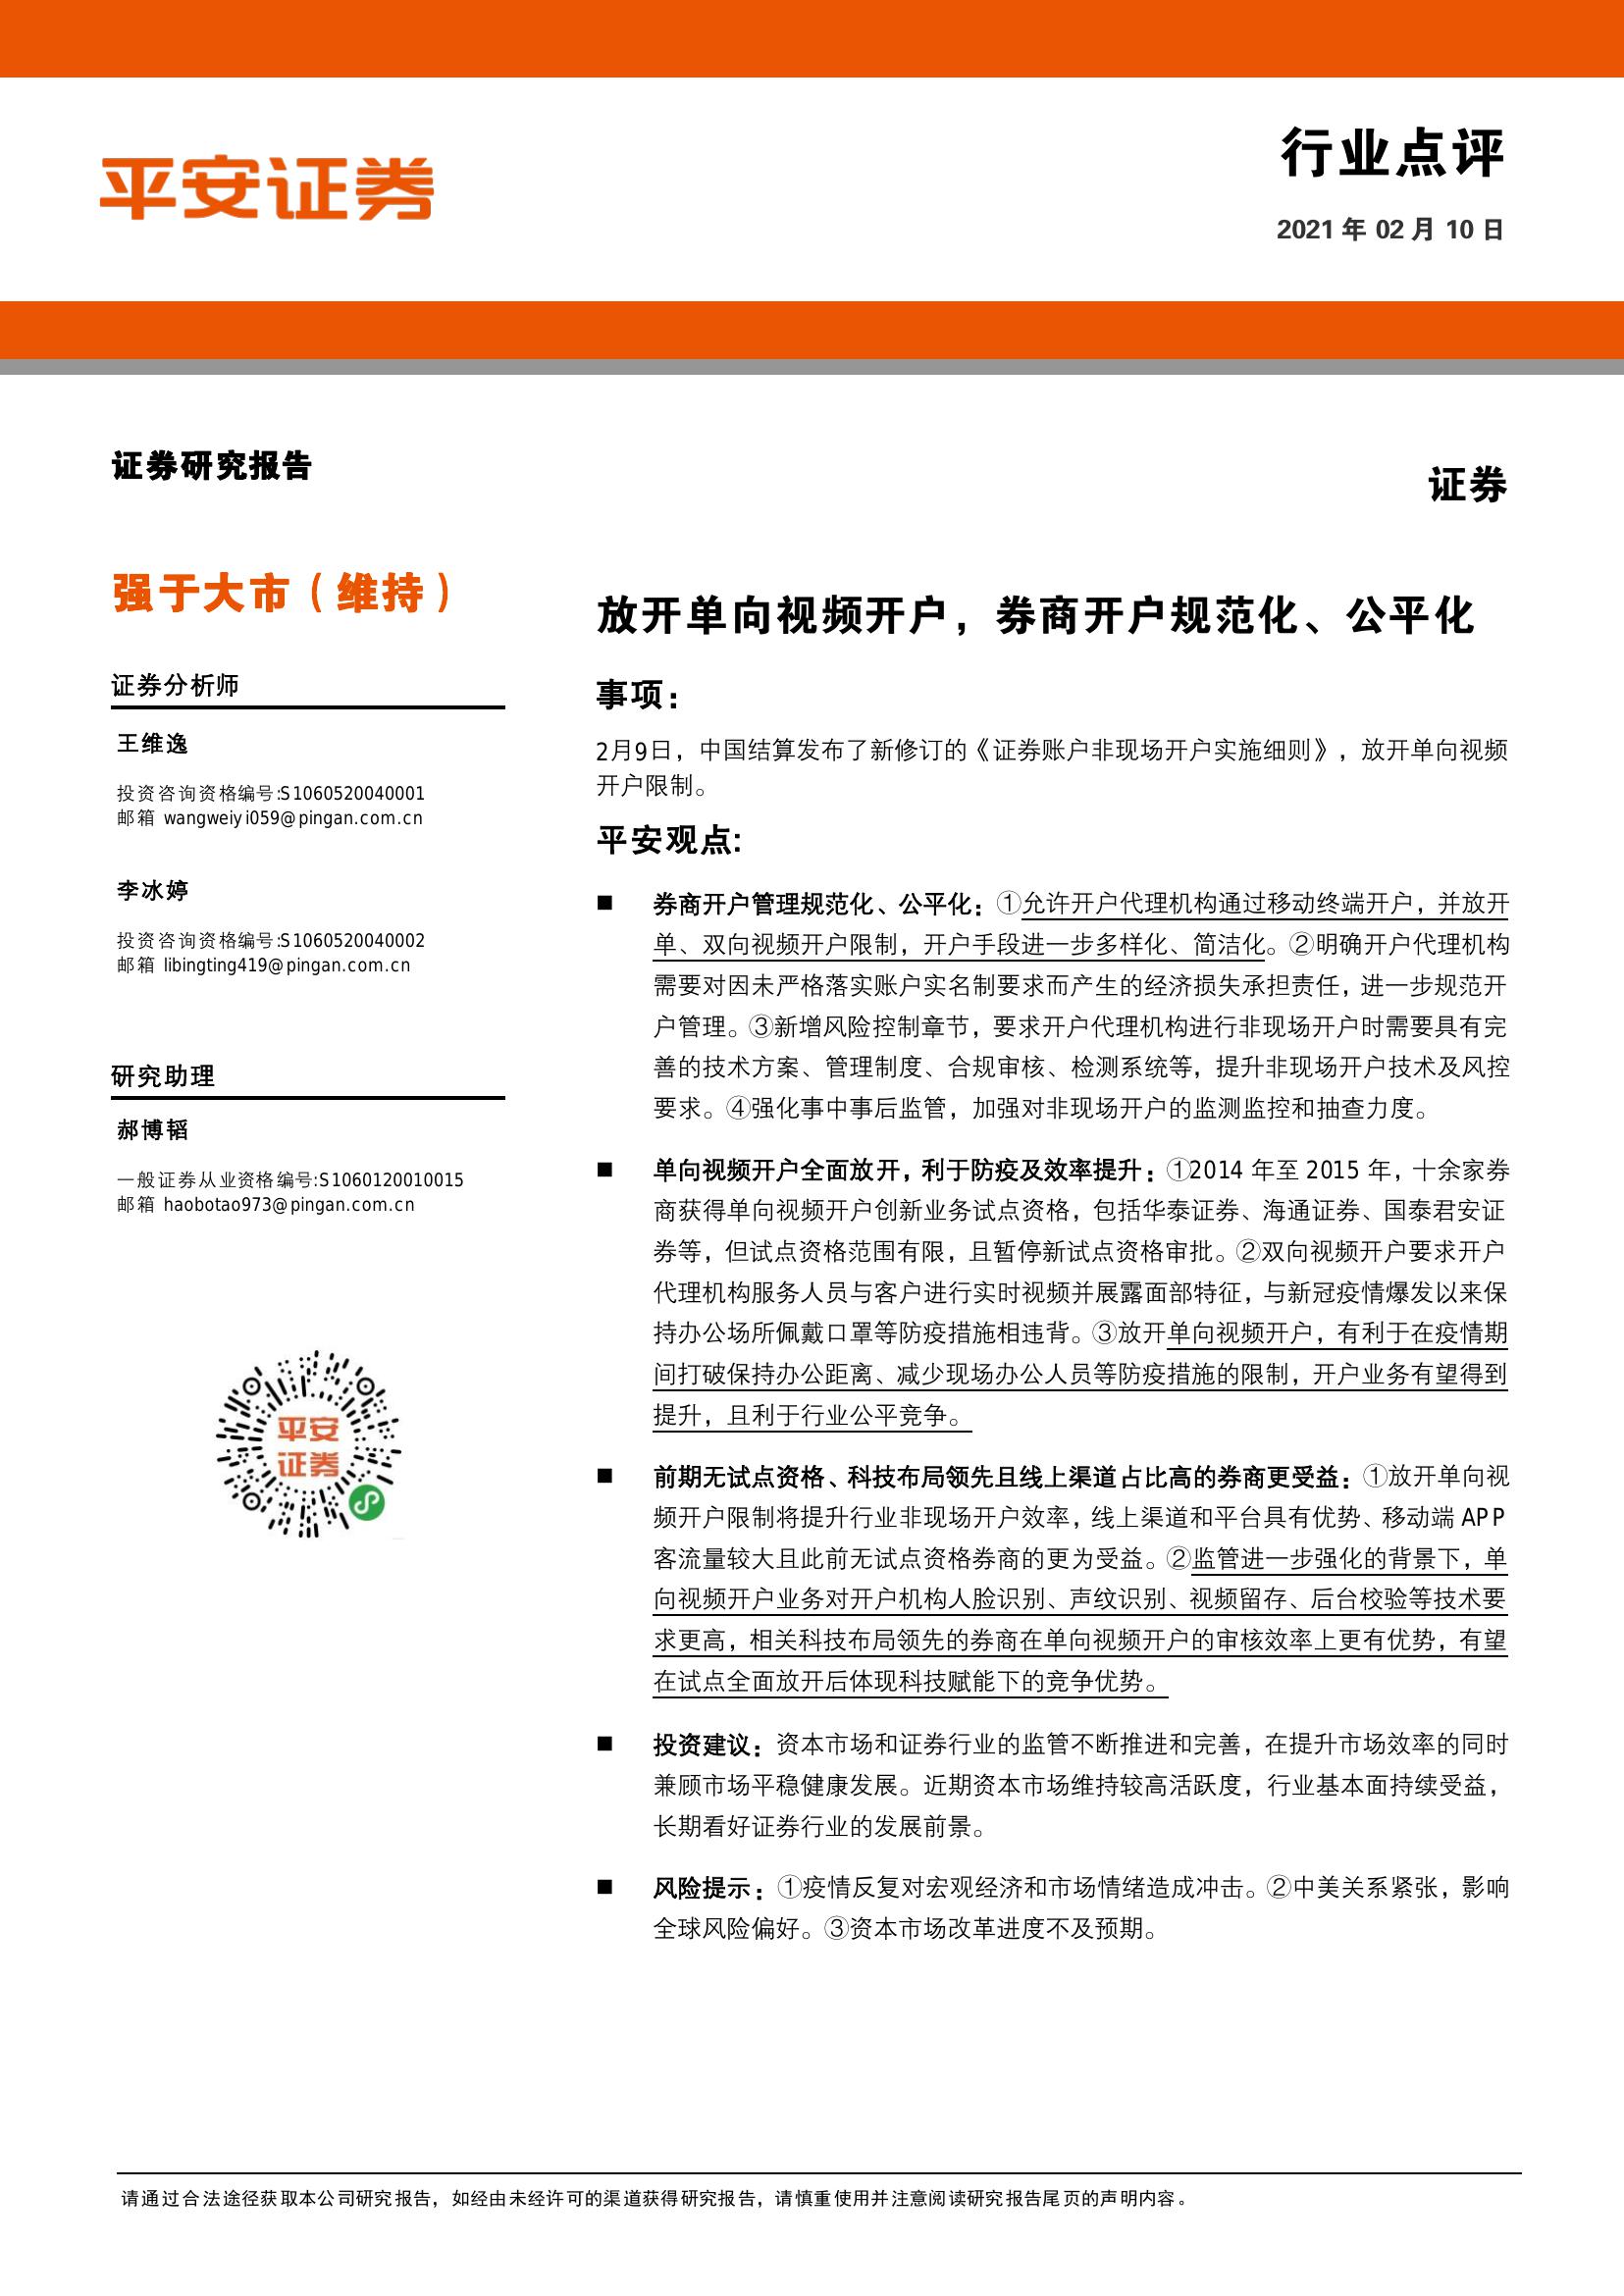 平安证券
行业点评
2021 年 02 月 10 日
证券研究报告
证券
强于大市（维持）
证券分析师
王维逸
投资咨询资格编号:S1060520040001
邮箱 wangweiyi059@pingan.com.cn
李冰婷
投资咨询资格编号:S1060520040002
邮箱 libingting419@pingan.com.cn
研究助理
郝博韬
一般证券从业资格编号:S1060120010015
邮箱 haobotao973@pingan.com.cn
平安
证券
放开单向视频开户，券商开户规范化、公平化
事项：
2月9日，中国结算发布了新修订的《证券账户非现场开户实施细则》，放开单向视频
开户限制。
平安观点:
■ 券商开户管理规范化、公平化：①允许开户代理机构通过移动终端开户，并放开
单、双向视频开户限制，开户手段进一步多样化、简洁化。②明确开户代理机构
需要对因未严格落实账户实名制要求而产生的经济损失承担责任，进一步规范开
户管理。③新增风险控制章节，要求开户代理机构进行非现场开户时需要具有完
善的技术方案、管理制度、合规审核、检测系统等，提升非现场开户技术及风控
要求。④强化事中事后监管，加强对非现场开户的监测监控和抽查力度。
■ 单向视频开户全面放开，利于防疫及效率提升：①2014 年至 2015 年，十余家券
商获得单向视频开户创新业务试点资格，包括华泰证券、海通证券、国泰君安证
券等，但试点资格范围有限，且暂停新试点资格审批。②双向视频开户要求开户
代理机构服务人员与客户进行实时视频并展露面部特征，与新冠疫情爆发以来保
持办公场所佩戴口罩等防疫措施相违背。③放开单向视频开户，有利于在疫情期
间打破保持办公距离、减少现场办公人员等防疫措施的限制，开户业务有望得到
提升，且利于行业公平竞争。
■ 前期无试点资格、科技布局领先且线上渠道占比高的券商更受益：①放开单向视
频开户限制将提升行业非现场开户效率，线上渠道和平台具有优势、移动端 APP
客流量较大且此前无试点资格券商的更为受益。②监管进一步强化的背景下，单
向视频开户业务对开户机构人脸识别、声纹识别、视频留存、后台校验等技术要
求更高，相关科技布局领先的券商在单向视频开户的审核效率上更有优势，有望
在试点全面放开后体现科技赋能下的竞争优势。
■ 投资建议：资本市场和证券行业的监管不断推进和完善，在提升市场效率的同时
兼顾市场平稳健康发展。近期资本市场维持较高活跃度，行业基本面持续受益，
长期看好证券行业的发展前景。
■ 风险提示：①疫情反复对宏观经济和市场情绪造成冲击。②中美关系紧张，影响
全球风险偏好。③资本市场改革进度不及预期。
请通过合法途径获取本公司研究报告，如经由未经许可的渠道获得研究报告，请慎重使用并注意阅读研究报告尾页的声明内容。